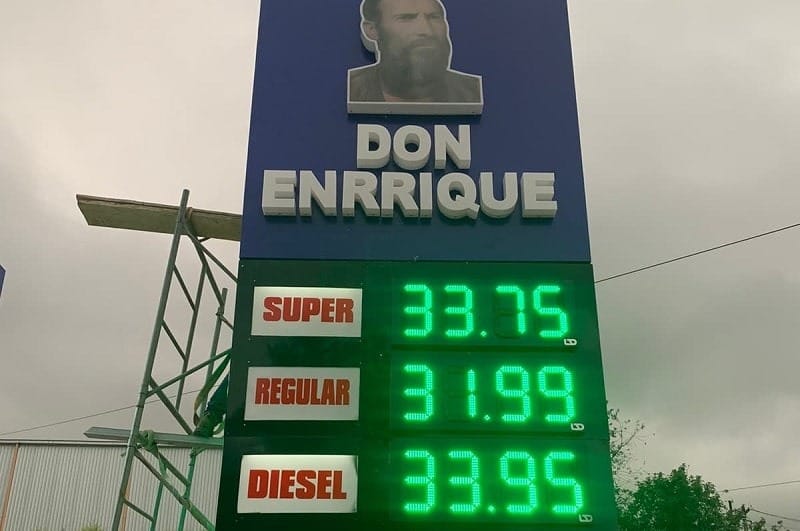 DON
ENRRIQUE
SUPER 33.75
REGULAR 31.99
DIESEL 33.95